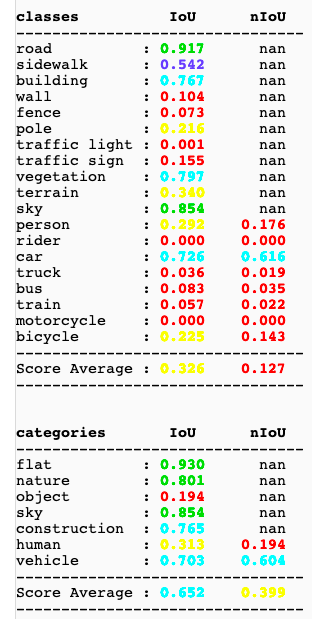 classes          IoU      nIoU
--------------------------------
road          : 0.917      nan
sidewalk      : 0.542      nan
building      : 0.767      nan
wall          : 0.104      nan
fence         : 0.073      nan
pole          : 0.216      nan
traffic light : 0.001      nan
traffic sign  : 0.155      nan
vegetation    : 0.797      nan
terrain       : 0.340      nan
sky           : 0.854      nan
person        : 0.292    0.176
rider         : 0.000    0.000
car           : 0.726    0.616
truck         : 0.036    0.019
bus           : 0.083    0.035
train         : 0.057    0.022
motorcycle    : 0.000    0.000
bicycle       : 0.225    0.143
--------------------------------
Score Average : 0.326    0.127
--------------------------------
categories       IoU      nIoU
--------------------------------
flat          : 0.930      nan
nature        : 0.801      nan
object        : 0.194      nan
sky           : 0.854      nan
construction  : 0.765      nan
human         : 0.313    0.194
vehicle       : 0.703    0.604
--------------------------------
Score Average : 0.652    0.399
--------------------------------